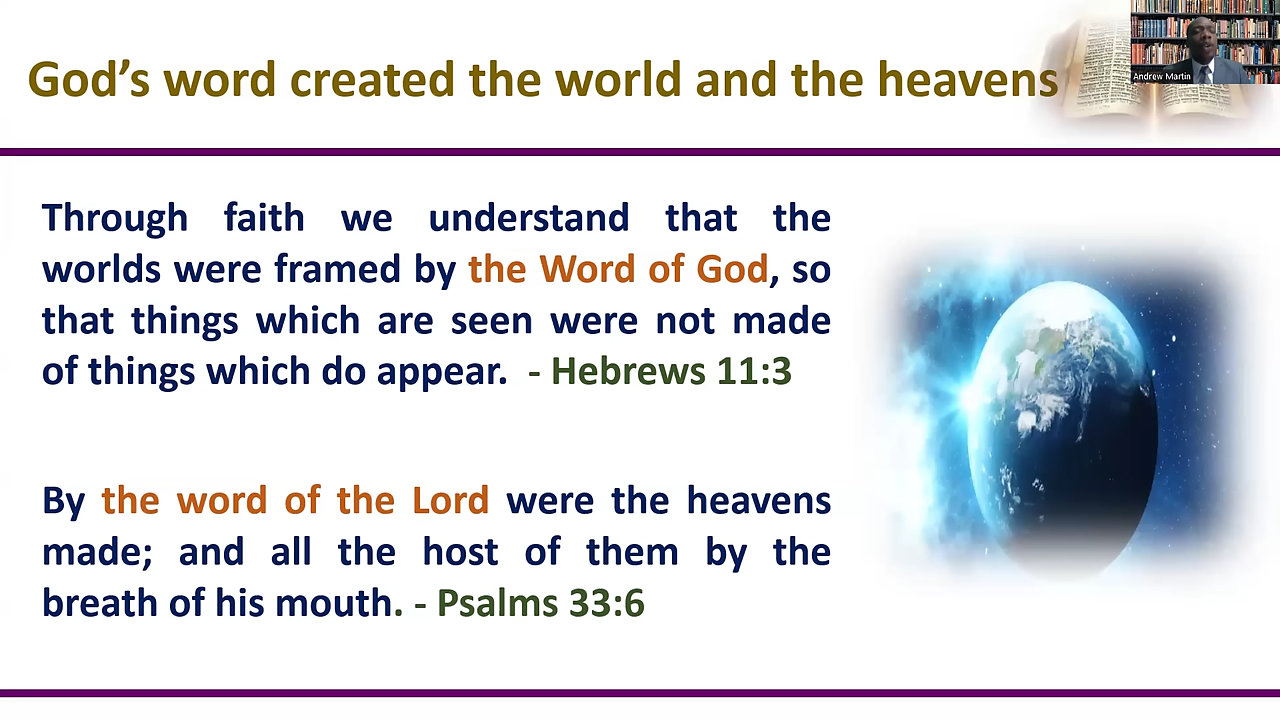 God’s word created the world and the heavens
Andrew Martin
Through faith we understand that the
worlds were framed by the Word of God, so
that things which are seen were not made
of things which do appear. - Hebrews 11:3
By the word of the Lord were the heavens
made; and all the host of them by the
breath of his mouth. - Psalms 33:6